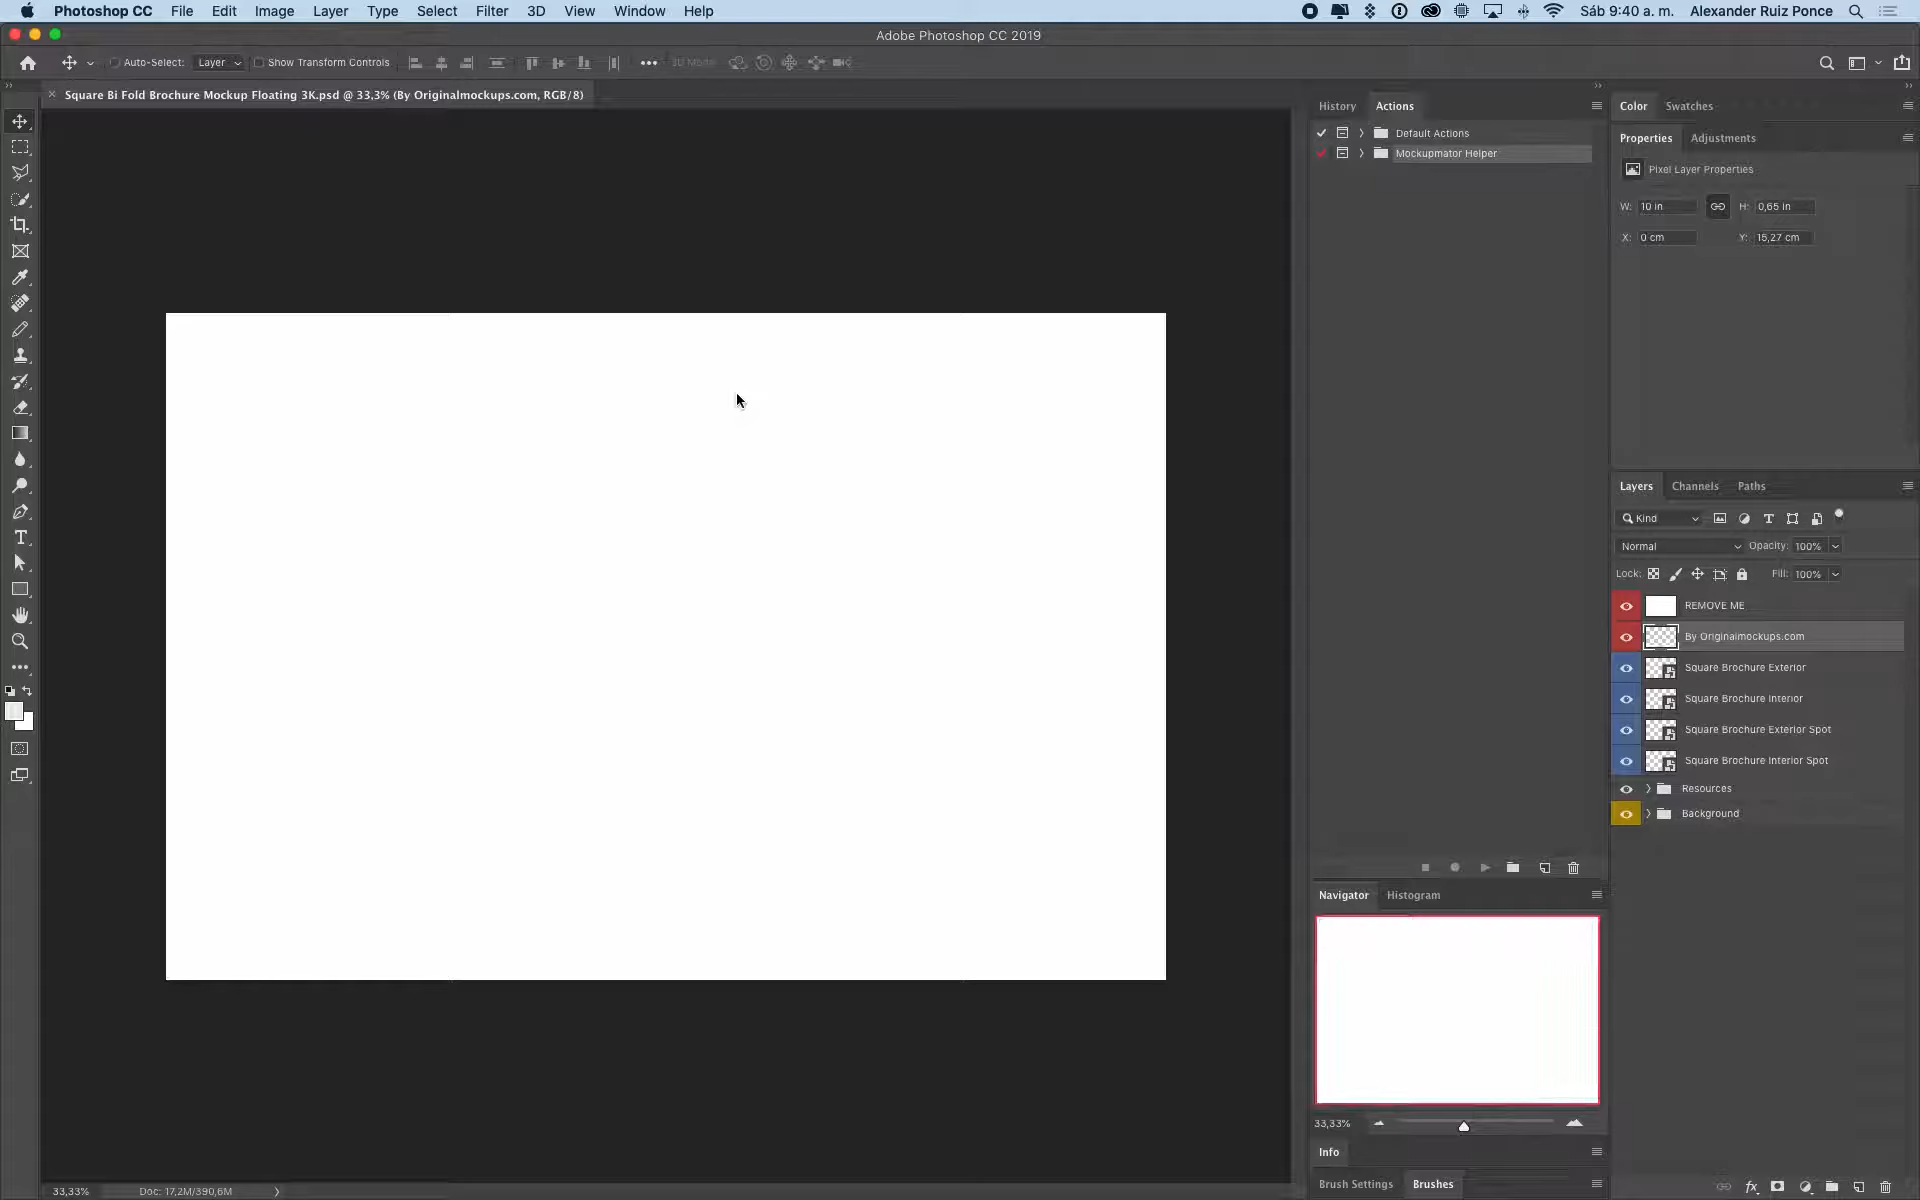 Photoshop CC File Edit Image Layer Type Select Filter 3D View Window Help Sáb 9:40 a. m. Alexander Ruiz Ponce
Adobe Photoshop CC 2019
Auto-Select: Layer Show Transform Controls 3D Mode
Square Bi Fold Brochure Mockup Floating 3K.psd @ 33,3% (By Originalmockups.com, RGB/8)
History Actions
Default Actions
Mockupmator Helper
Color Swatches
Properties Adjustments
Pixel Layer Properties
W: 10 in H: 0,65 in
X: 0 cm Y: 15,27 cm
Layers Channels Paths
Kind
Normal Opacity: 100%
Lock: Fill: 100%
REMOVE ME
By Originalmockups.com
Square Brochure Exterior
Square Brochure Interior
Square Brochure Exterior Spot
Square Brochure Interior Spot
Resources
Background
Navigator Histogram
33,33%
Info
Brush Settings Brushes
33,33% Doc: 17,2M/390,6M